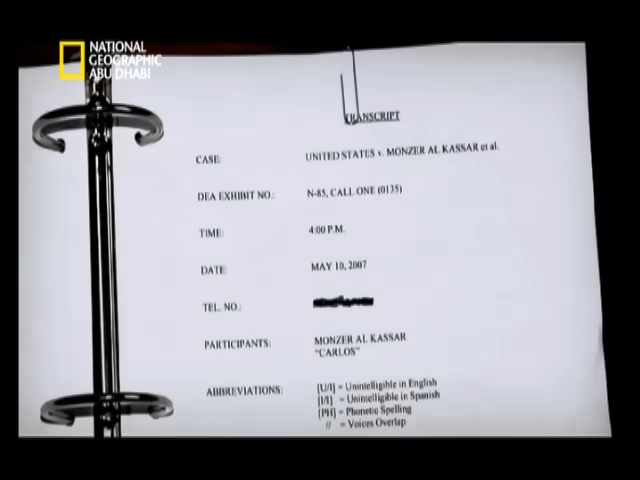 NATIONAL
GEOGRAPHIC
ABU DHABI
TRANSCRIPT
CASE: UNITED STATES v. MONZER AL KASSAR et al.
DEA EXHIBIT NO.: N-85, CALL ONE (0135)
TIME: 4:00 P.M.
DATE: MAY 10, 2007
TEL. NO.:
PARTICIPANTS: MONZER AL KASSAR
"CARLOS"
ABBREVIATIONS: [U/I] = Unintelligible in English
[I/I] = Unintelligible in Spanish
[PH] = Phonetic Spelling
// = Voices Overlap